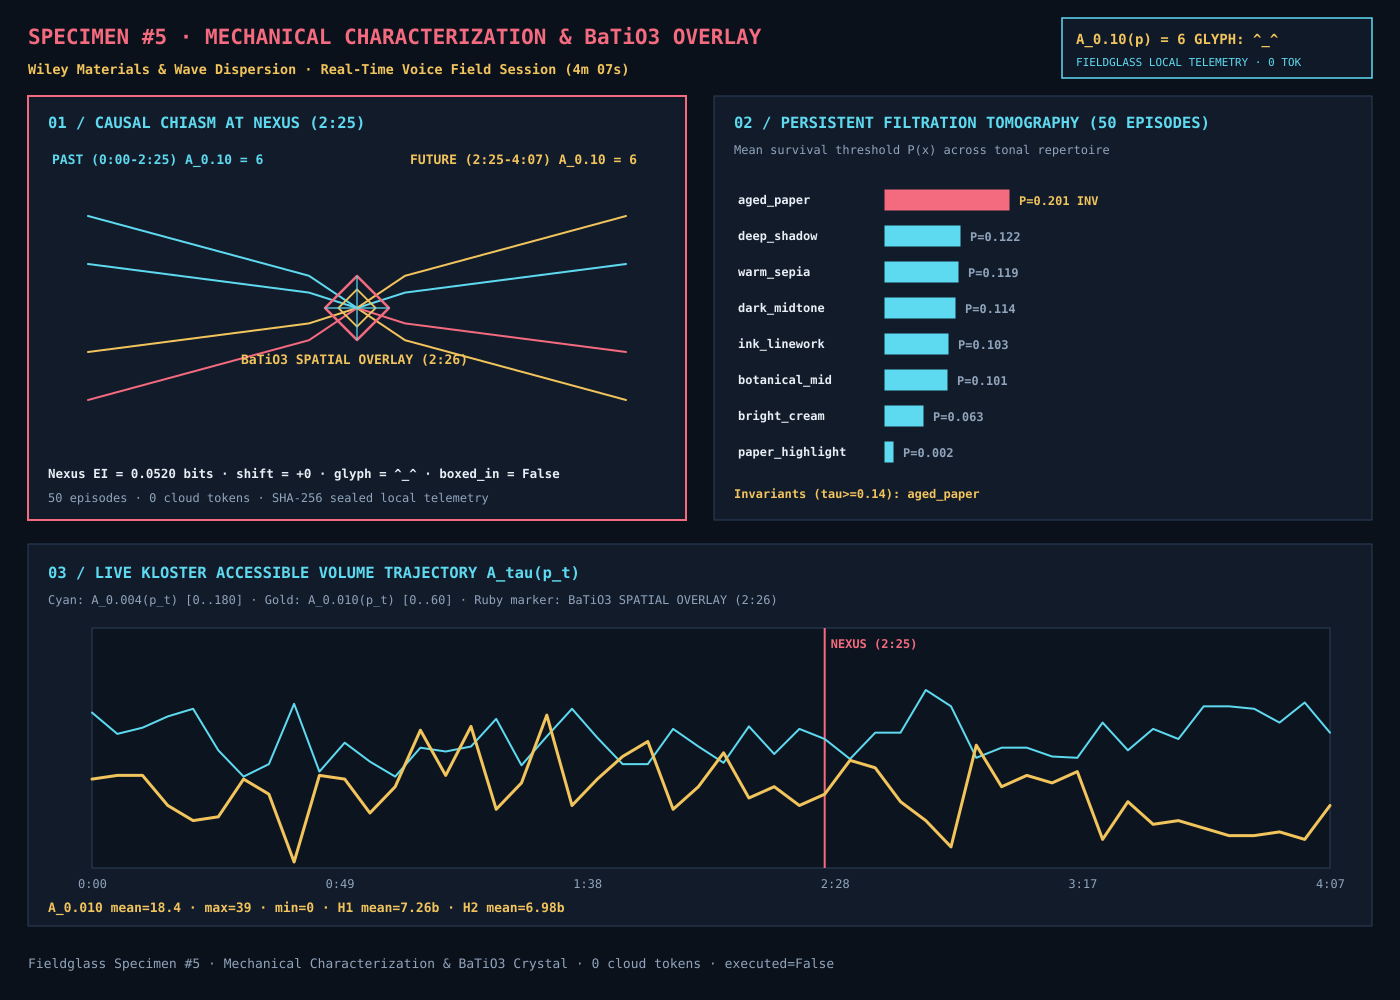 SPECIMEN #5 · MECHANICAL CHARACTERIZATION & BaTiO3 OVERLAY
Wiley Materials & Wave Dispersion · Real-Time Voice Field Session (4m 07s)
A_0.10(p) = 6 GLYPH: ^_^
FIELDGLASS LOCAL TELEMETRY · 0 TOK
01 / CAUSAL CHIASM AT NEXUS (2:25)
PAST (0:00-2:25) A_0.10 = 6
FUTURE (2:25-4:07) A_0.10 = 6
BaTiO3 SPATIAL OVERLAY (2:26)
Nexus EI = 0.0520 bits · shift = +0 · glyph = ^_^ · boxed_in = False
50 episodes · 0 cloud tokens · SHA-256 sealed local telemetry
02 / PERSISTENT FILTRATION TOMOGRAPHY (50 EPISODES)
Mean survival threshold P(x) across tonal repertoire
aged_paper P=0.201 INV
deep_shadow P=0.122
warm_sepia P=0.119
dark_midtone P=0.114
ink_linework P=0.103
botanical_mid P=0.101
bright_cream P=0.063
paper_highlight P=0.002
Invariants (tau>=0.14): aged_paper
03 / LIVE KLOSTER ACCESSIBLE VOLUME TRAJECTORY A_tau(p_t)
Cyan: A_0.004(p_t) [0..180] · Gold: A_0.010(p_t) [0..60] · Ruby marker: BaTiO3 SPATIAL OVERLAY (2:26)
NEXUS (2:25)
0:00 0:49 1:38 2:28 3:17 4:07
A_0.010 mean=18.4 · max=39 · min=0 · H1 mean=7.26b · H2 mean=6.98b
Fieldglass Specimen #5 · Mechanical Characterization & BaTiO3 Crystal · 0 cloud tokens · executed=False